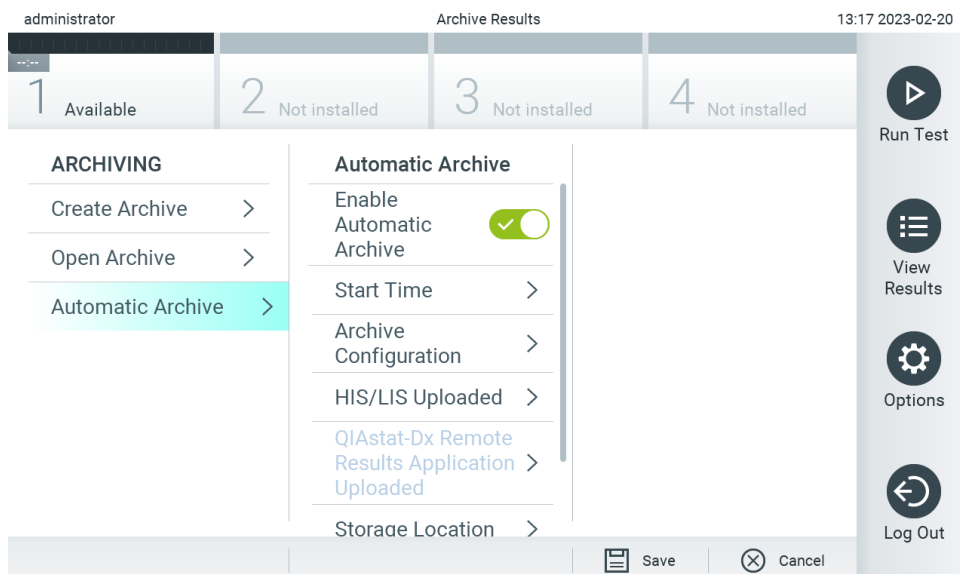 administrator
Archive Results
13:17 2023-02-20
--:--
1 Available
2 Not installed
3 Not installed
4 Not installed
Run Test
View
Results
Options
Log Out
ARCHIVING
Create Archive
Open Archive
Automatic Archive
Automatic Archive
Enable
Automatic
Archive
Start Time
Archive
Configuration
HIS/LIS Uploaded
QIAstat-Dx Remote
Results Application
Uploaded
Storage Location
Save
Cancel